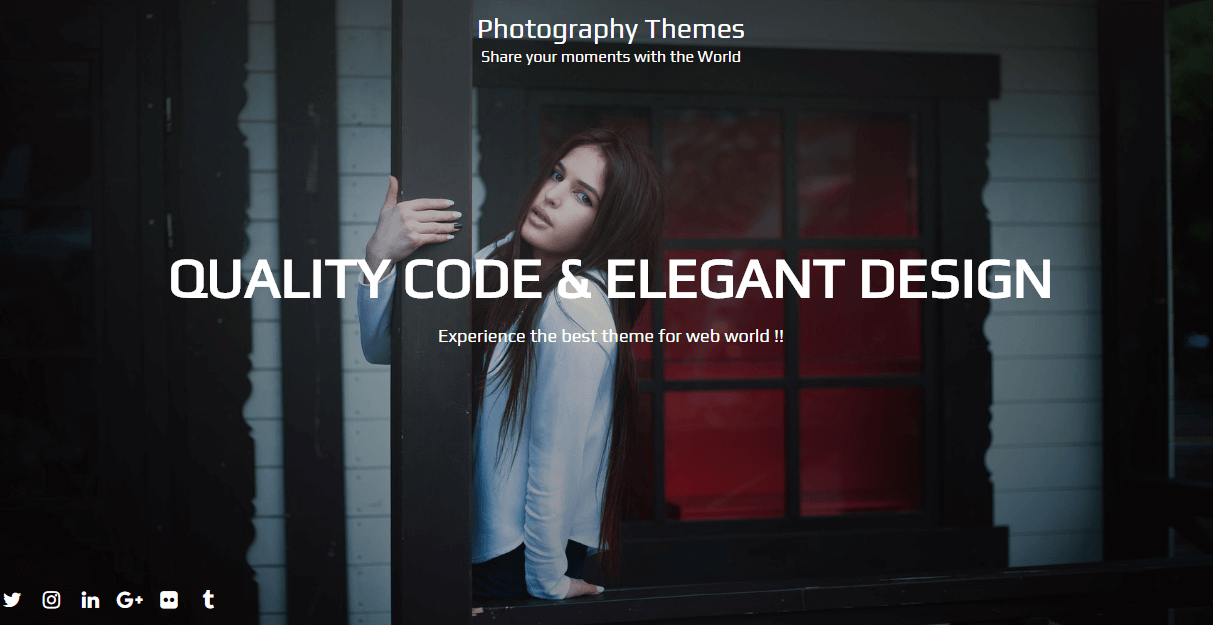 Photography Themes
Share your moments with the World
QUALITY CODE & ELEGANT DESIGN
Experience the best theme for web world !!